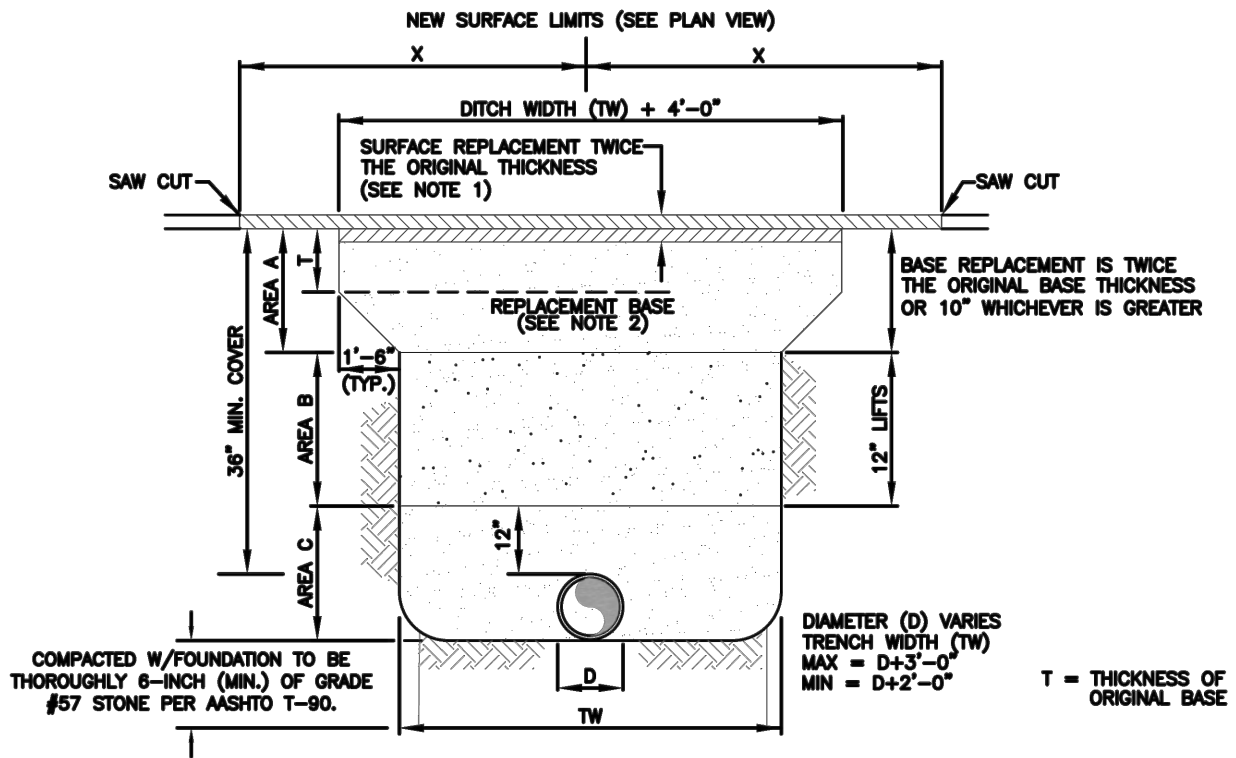 NEW SURFACE LIMITS (SEE PLAN VIEW)
X
X
DITCH WIDTH (TW) + 4'-0"
SURFACE REPLACEMENT TWICE
THE ORIGINAL THICKNESS
(SEE NOTE 1)
SAW CUT
SAW CUT
AREA A
T
BASE REPLACEMENT IS TWICE
THE ORIGINAL BASE THICKNESS
OR 10" WHICHEVER IS GREATER
REPLACEMENT BASE
(SEE NOTE 2)
1'-6"
(TYP.)
36" MIN. COVER
AREA B
12" LIFTS
12"
AREA C
COMPACTED W/FOUNDATION TO BE
THOROUGHLY 6-INCH (MIN.) OF GRADE
#57 STONE PER AASHTO T-90.
D
TW
DIAMETER (D) VARIES
TRENCH WIDTH (TW)
MAX = D+3'-0"
MIN = D+2'-0"
T = THICKNESS OF
ORIGINAL BASE